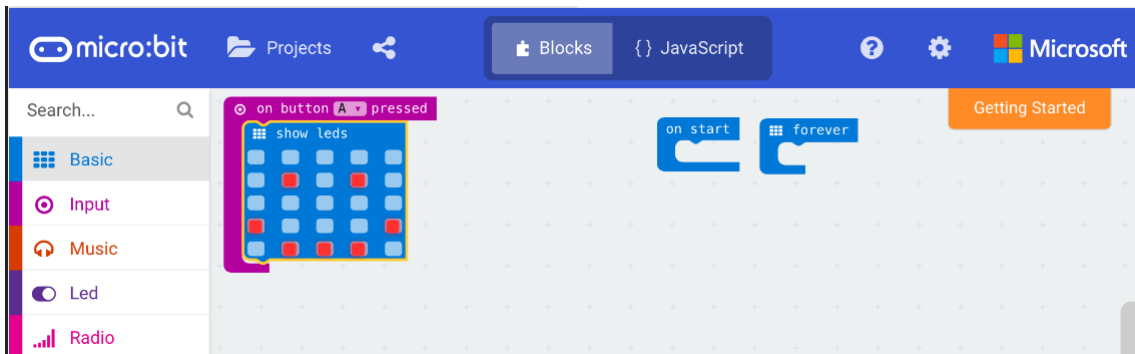 micro:bit Projects Blocks { } JavaScript ? Microsoft
Search...
Basic
Input
Music
Led
Radio
on button A pressed
show leds
on start
forever
Getting Started